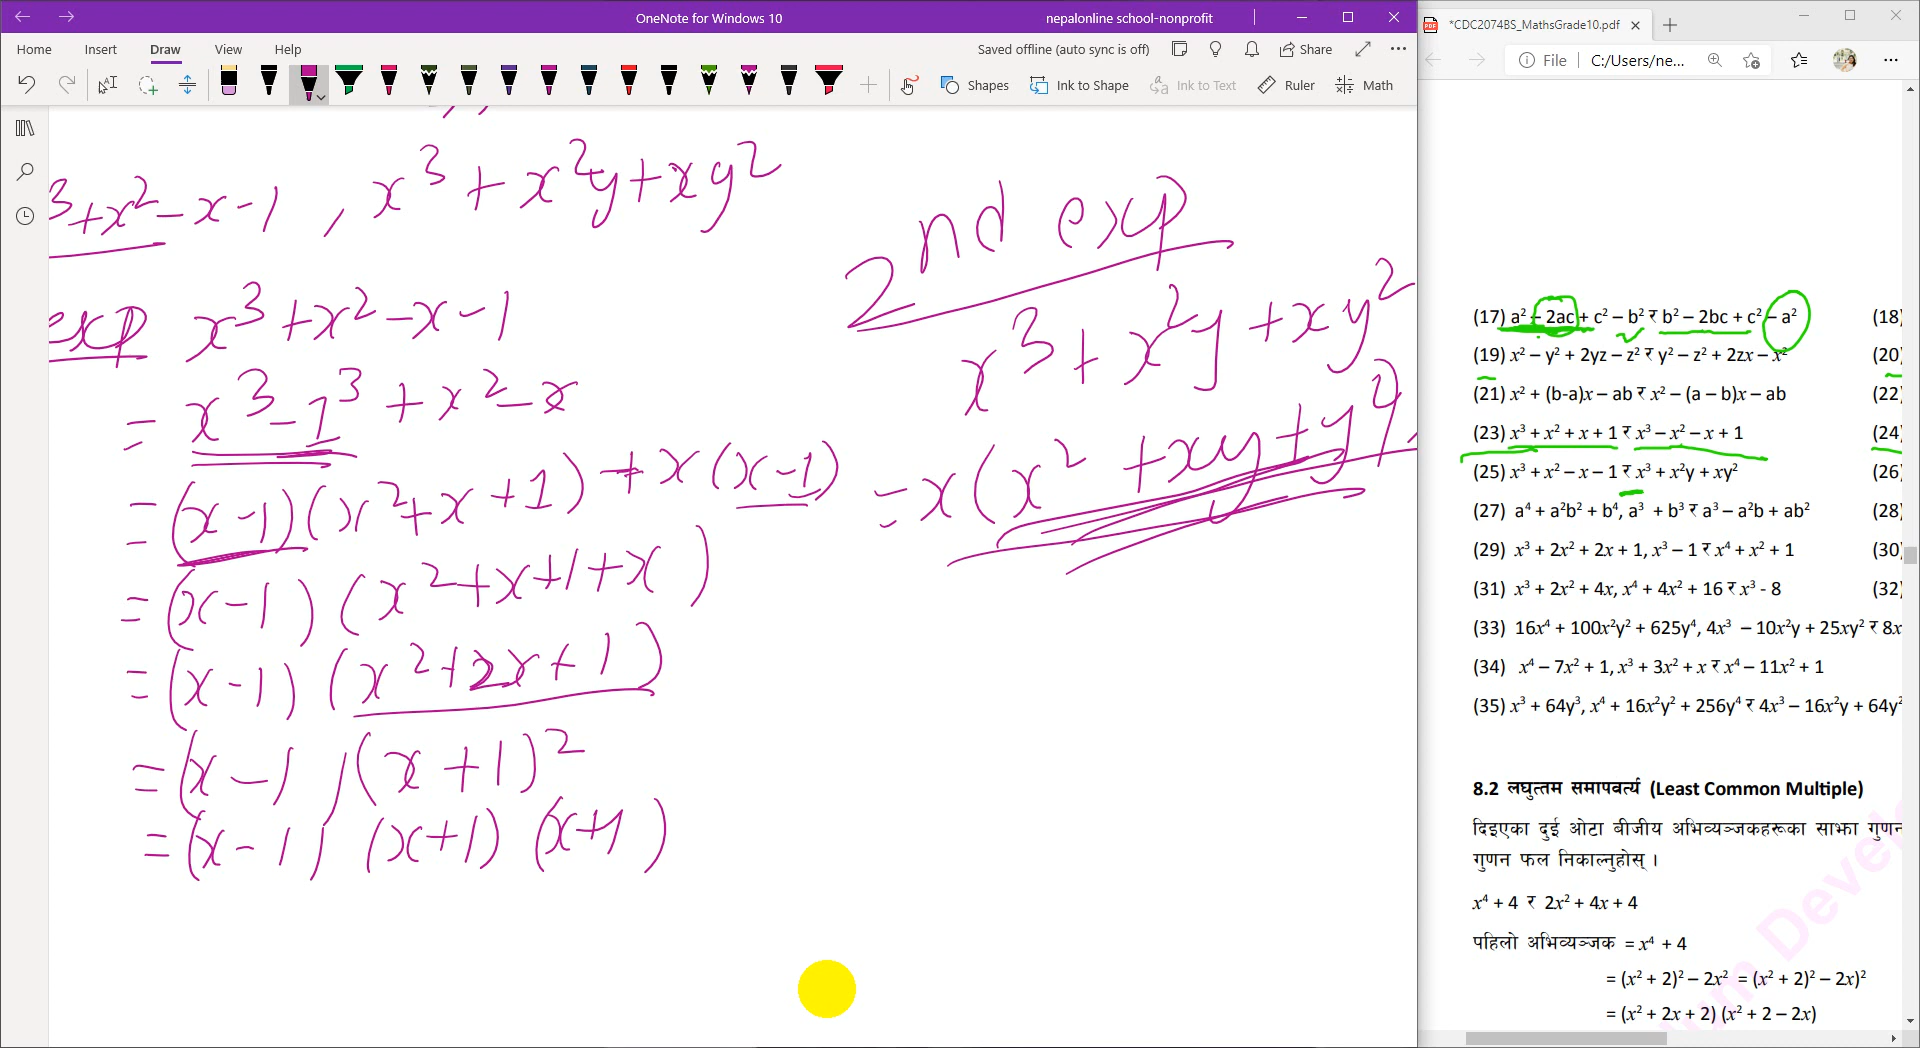 OneNote for Windows 10
nepalonline school-nonprofit
Home Insert Draw View Help
Saved offline (auto sync is off)
Share
Shapes Ink to Shape Ink to Text Ruler Math
3+x²-x-1 , x³+x²y+xy²
exp x³+x²-x-1
= x³-1³+x²-x
= (x-1)(x²+x+1)+x(x-1)
= (x-1)(x²+x+1+x)
= (x-1)(x²+2x+1)
= (x-1)(x+1)²
= (x-1)(x+1)(x+1)
2nd exp
x³+x²y+xy²
= x(x²+xy+y²)
*CDC2074BS_MathsGrade10.pdf
File C:/Users/ne...
(17) a² – 2ac + c² – b² र b² – 2bc + c² – a² (18)
(19) x² – y² + 2yz – z² र y² – z² + 2zx – x² (20)
(21) x² + (b-a)x – ab र x² – (a – b)x – ab (22)
(23) x³ + x² + x + 1 र x³ – x² – x + 1 (24)
(25) x³ + x² – x – 1 र x³ + x²y + xy² (26)
(27) a⁴ + a²b² + b⁴, a³ + b³ र a³ – a²b + ab² (28)
(29) x³ + 2x² + 2x + 1, x³ – 1 र x⁴ + x² + 1 (30)
(31) x³ + 2x² + 4x, x⁴ + 4x² + 16 र x³ - 8 (32)
(33) 16x⁴ + 100x²y² + 625y⁴, 4x³ – 10x²y + 25xy² र 8x
(34) x⁴ – 7x² + 1, x³ + 3x² + x र x⁴ – 11x² + 1
(35) x³ + 64y³, x⁴ + 16x²y² + 256y⁴ र 4x³ – 16x²y + 64y²
8.2 लघुत्तम समापवर्त्य (Least Common Multiple)
दिइएका दुई ओटा बीजीय अभिव्यञ्जकहरूका साझा गुणन
गुणन फल निकाल्नुहोस् ।
x⁴ + 4 र 2x² + 4x + 4
पहिलो अभिव्यञ्जक = x⁴ + 4
= (x² + 2)² – 2x² = (x² + 2)² – 2x)²
= (x² + 2x + 2) (x² + 2 – 2x)